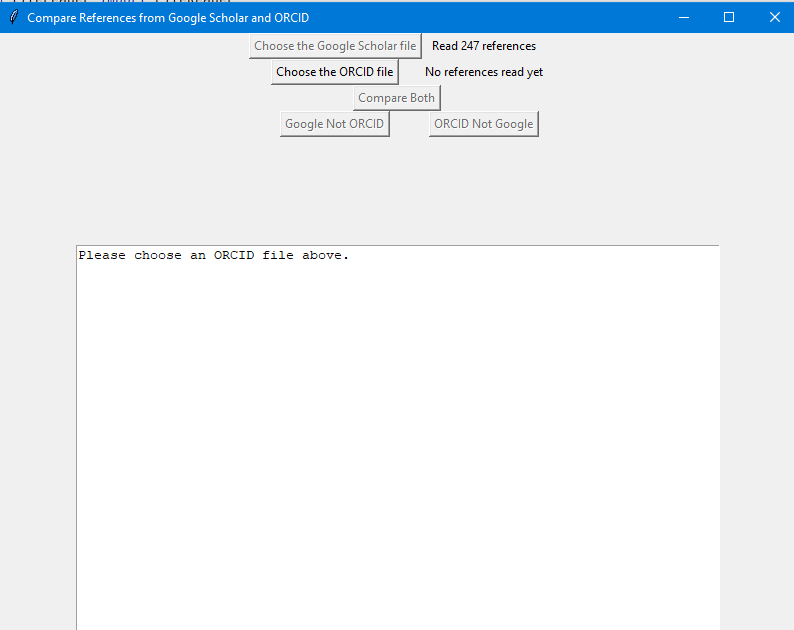 Compare References from Google Scholar and ORCID
Choose the Google Scholar file Read 247 references
Choose the ORCID file No references read yet
Compare Both
Google Not ORCID ORCID Not Google
Please choose an ORCID file above.